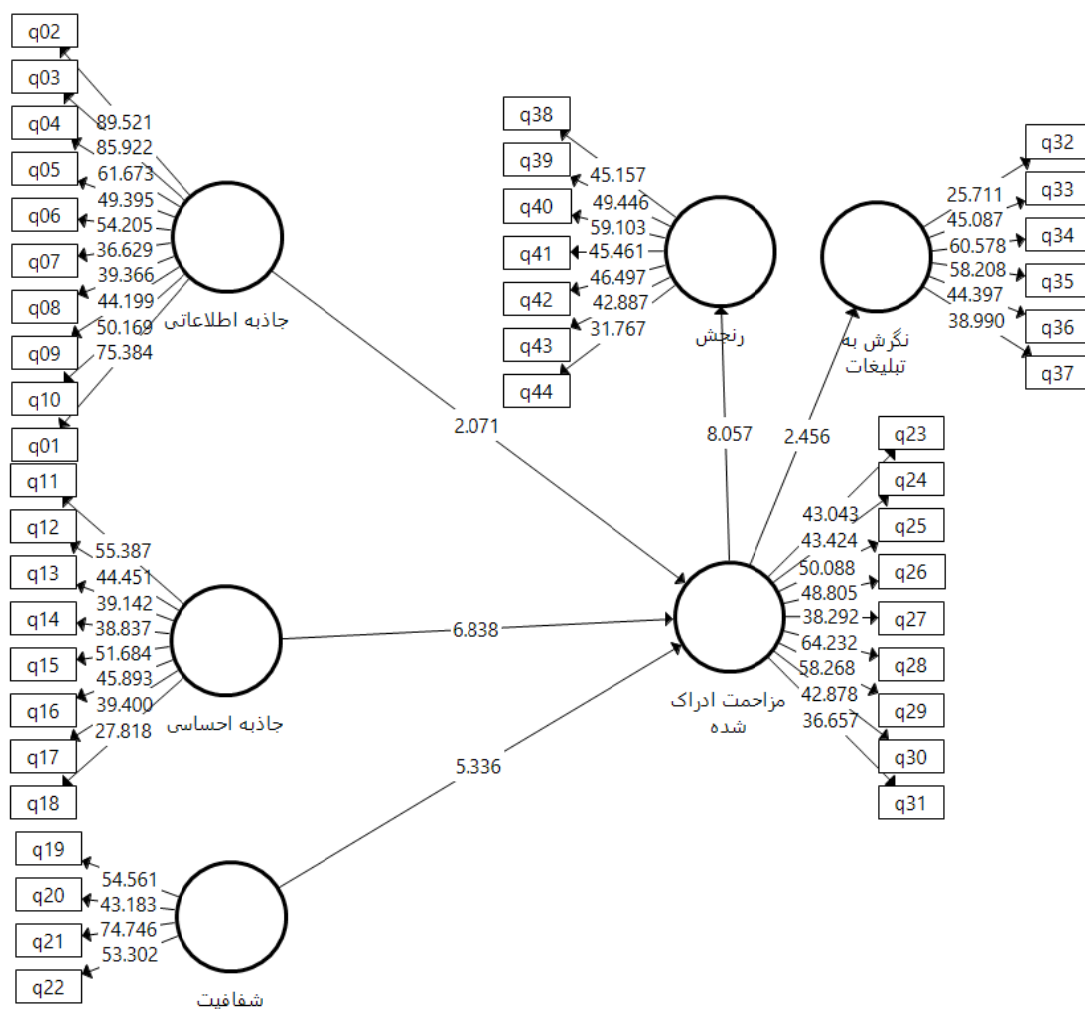 q02
q03
q04
q05
q06
q07
q08
q09
q10
q01
89.521
85.922
61.673
49.395
54.205
36.629
39.366
44.199
50.169
75.384
جاذبه اطلاعاتی
q11
q12
q13
q14
q15
q16
q17
q18
55.387
44.451
39.142
38.837
51.684
45.893
39.400
27.818
جاذبه احساسی
q19
q20
q21
q22
54.561
43.183
74.746
53.302
شفافیت
2.071
6.838
5.336
q38
q39
q40
q41
q42
q43
q44
45.157
49.446
59.103
45.461
46.497
42.887
31.767
رنجش
8.057
2.456
q32
q33
q34
q35
q36
q37
25.711
45.087
60.578
58.208
44.397
38.990
نگرش به
تبلیغات
q23
q24
q25
q26
q27
q28
q29
q30
q31
43.043
43.424
50.088
48.805
38.292
64.232
58.268
42.878
36.657
مزاحمت ادراک
شده